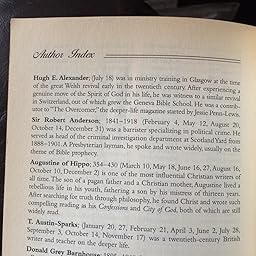 Author Index
Hugh E. Alexander; (July 18) was in ministry training in Glasgow at the time
of the great Welsh revival early in the twentieth century. After experiencing a
genuine move of the Spirit of God in his life, he was witness to a similar revival
in Switzerland, out of which grew the Geneva Bible School. He was a contribu-
tor to "The Overcomer," the deeper-life magazine started by Jessie Penn-Lewis.
Sir Robert Anderson; 1841–1918 (February 4, May 12, August 20,
October 14, December 31) was a barrister specializing in political crime. He
served as head of the criminal investigation department at Scotland Yard from
1888–1901. A Presbyterian layman, he spoke and wrote widely, usually on the
theme of Bible prophecy.
Augustine of Hippo; 354–430 (March 10, May 18, June 16, 27, August 16,
October 10, December 2) is one of the most influential Christian writers of
all time. The son of a pagan father and a Christian mother, Augustine lived a
rebellious life in his youth, fathering a son by his mistress of thirteen years.
After searching for truth through philosophy, he found Christ and wrote such
compelling reading as his Confessions and City of God, both of which are still
widely read.
T. Austin-Sparks; (January 20, 27, February 21, April 3, June 2, July 28,
September 3, October 14, November 17) was a twentieth-century British
writer and teacher on the deeper life.
Donald Grey Barnhouse;